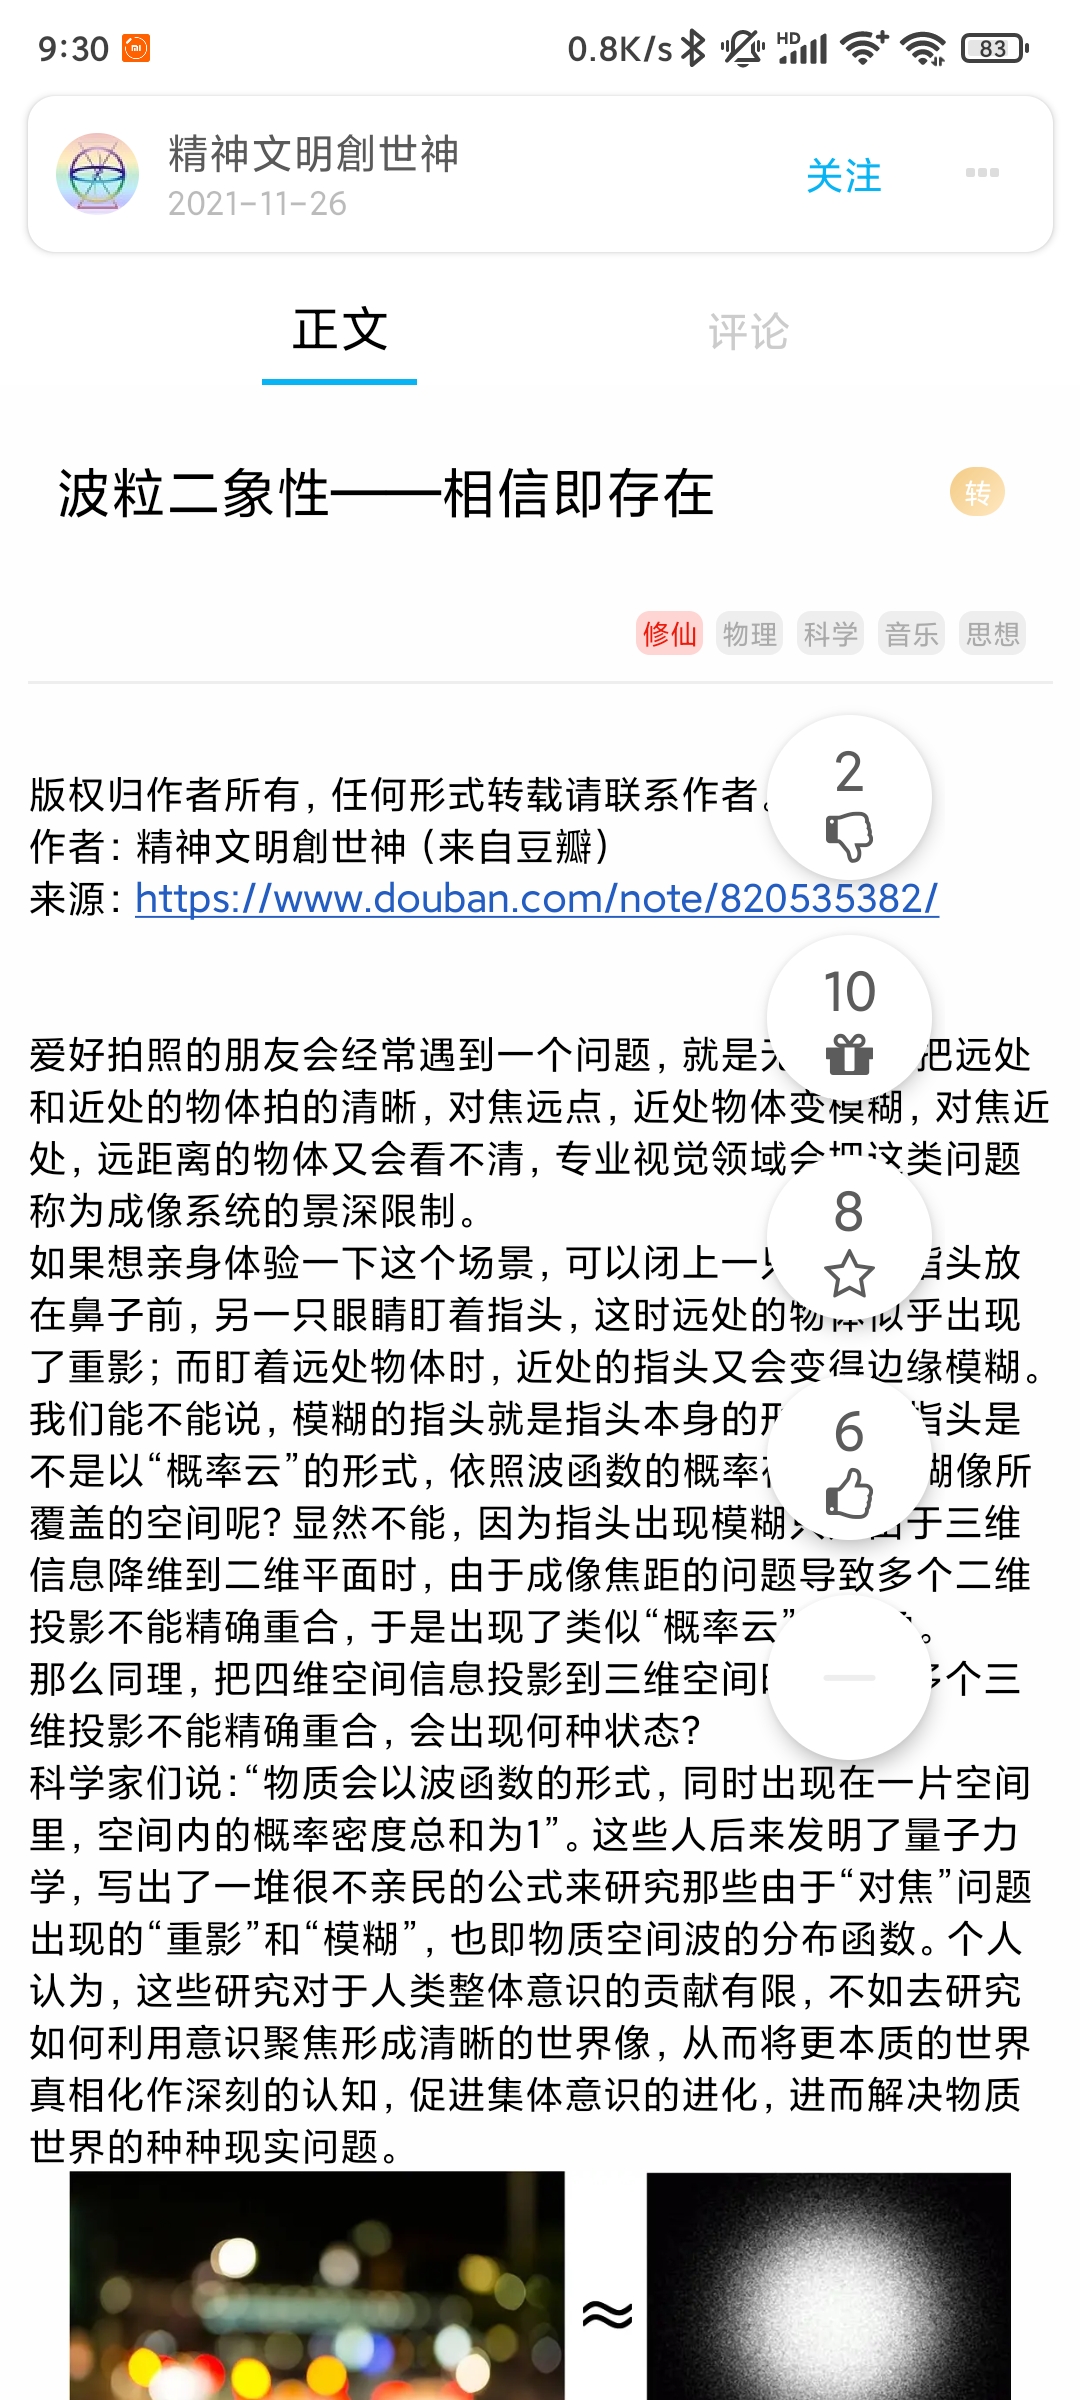 9:30
0.8K/s HD 83
精神文明創世神
2021-11-26
关注
正文 评论
波粒二象性——相信即存在
转
修仙 物理 科学 音乐 思想
版权归作者所有，任何形式转载请联系作者。
作者：精神文明創世神（来自豆瓣）
来源：https://www.douban.com/note/820535382/
2
10
8
6
爱好拍照的朋友会经常遇到一个问题，就是 把远处
和近处的物体拍的清晰，对焦远点，近处物体变模糊，对焦近
处，远距离的物体又会看不清，专业视觉领域会把这类问题
称为成像系统的景深限制。
如果想亲身体验一下这个场景，可以闭上一 指头放
在鼻子前，另一只眼睛盯着指头，这时远处的物体似乎出现
了重影；而盯着远处物体时，近处的指头又会变得边缘模糊。
我们能不能说，模糊的指头就是指头本身的 指头是
不是以“概率云”的形式，依照波函数的概率 糊像所
覆盖的空间呢？显然不能，因为指头出现模糊 于三维
信息降维到二维平面时，由于成像焦距的问题导致多个二维
投影不能精确重合，于是出现了类似“概率云” 。
那么同理，把四维空间信息投影到三维空间 多个三
维投影不能精确重合，会出现何种状态？
科学家们说：“物质会以波函数的形式，同时出现在一片空间
里，空间内的概率密度总和为1”。这些人后来发明了量子力
学，写出了一堆很不亲民的公式来研究那些由于“对焦”问题
出现的“重影”和“模糊”，也即物质空间波的分布函数。个人
认为，这些研究对于人类整体意识的贡献有限，不如去研究
如何利用意识聚焦形成清晰的世界像，从而将更本质的世界
真相化作深刻的认知，促进集体意识的进化，进而解决物质
世界的种种现实问题。
≈